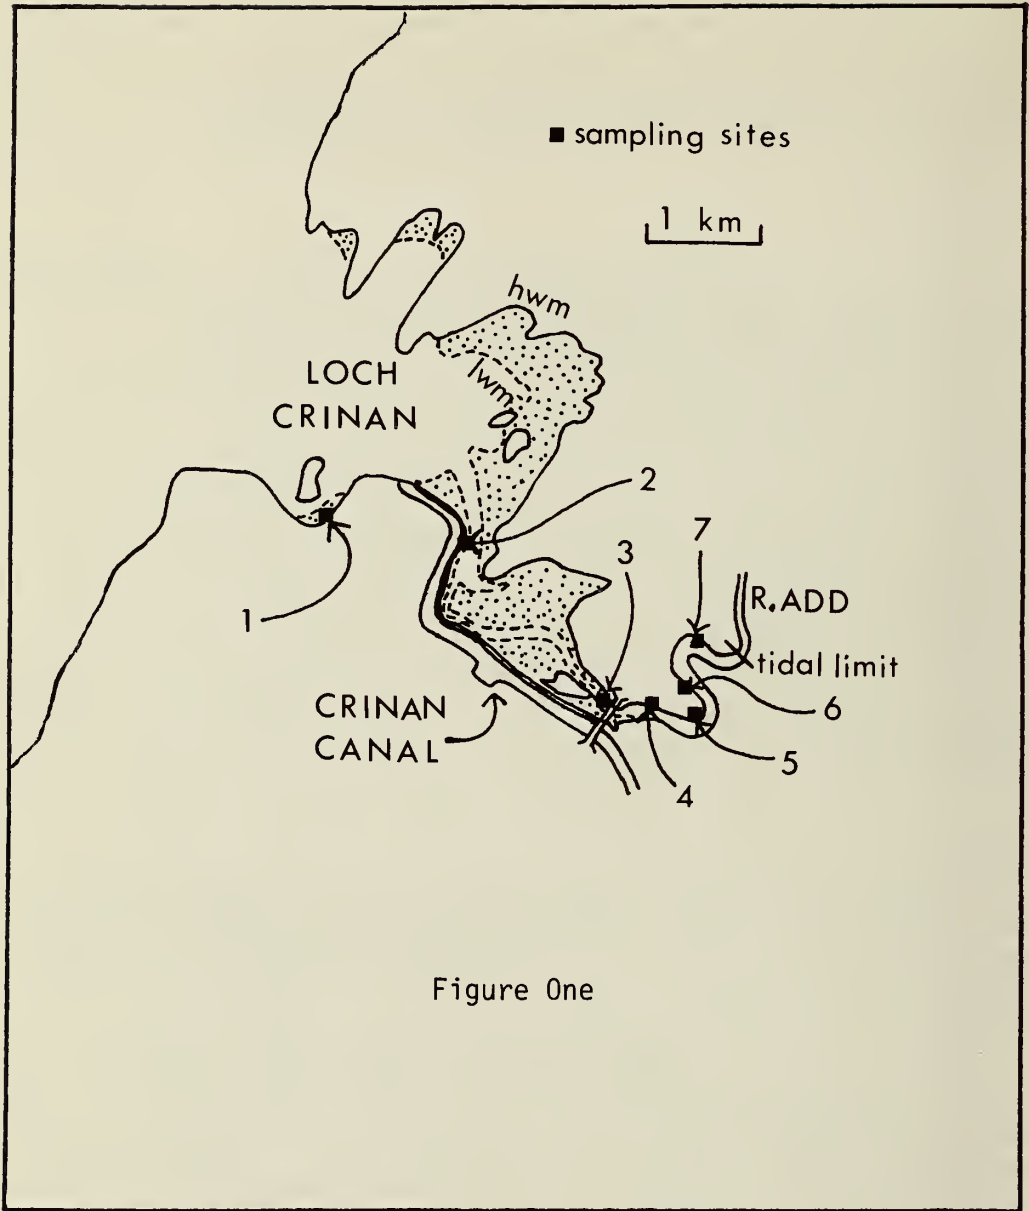 ■ sampling sites
1 km
hwm
lwm
LOCH
CRINAN
2
7
3
1
R.ADD
tidal limit
6
CRINAN
CANAL
5
4
Figure One